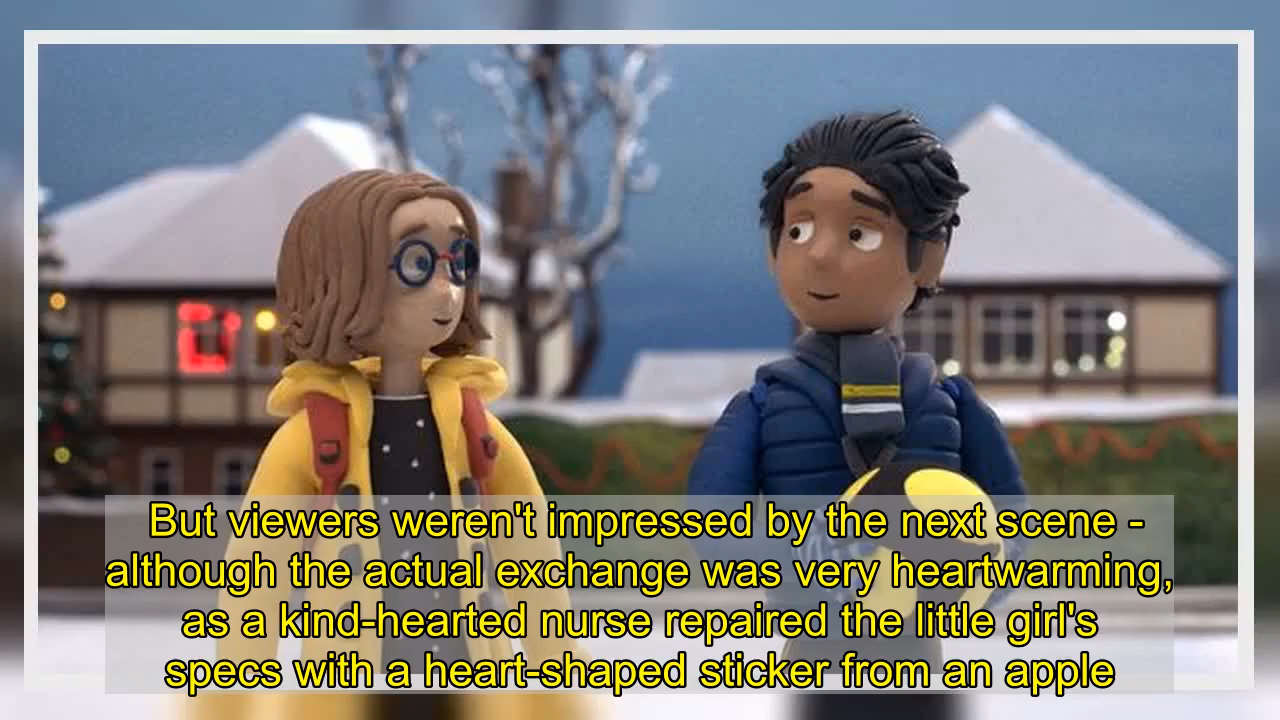 But viewers weren't impressed by the next scene -
although the actual exchange was very heartwarming,
as a kind-hearted nurse repaired the little girl's
specs with a heart-shaped sticker from an apple